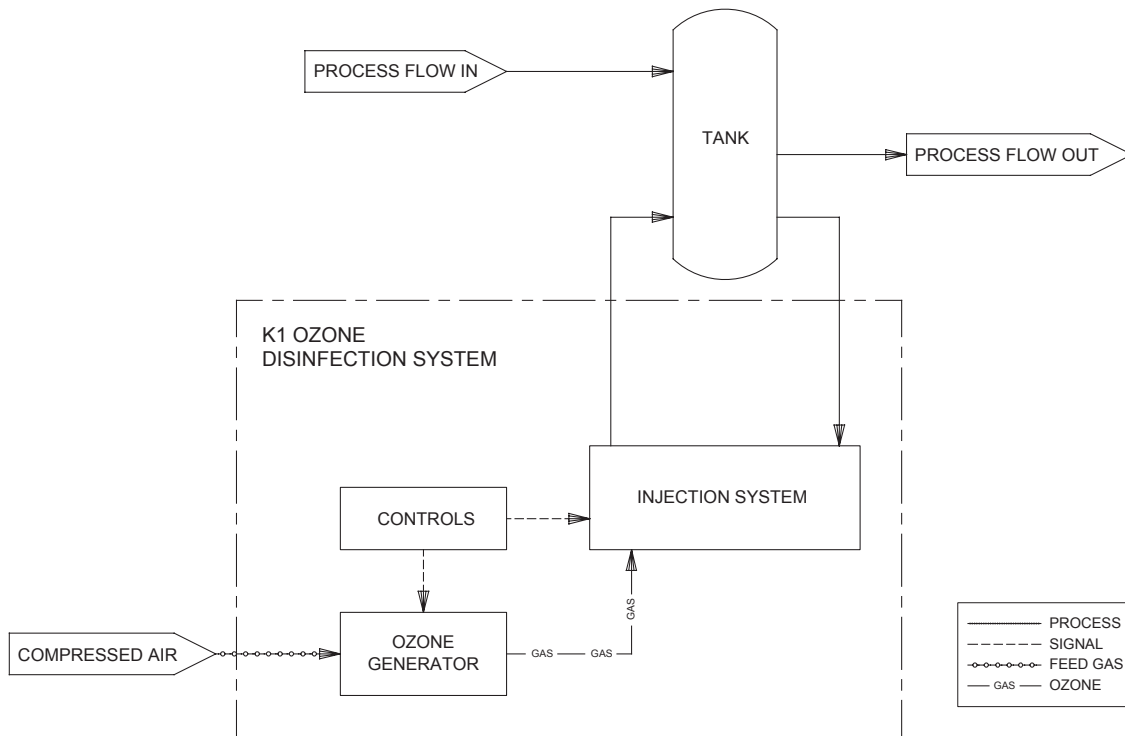 PROCESS FLOW IN
TANK
PROCESS FLOW OUT
K1 OZONE
DISINFECTION SYSTEM
INJECTION SYSTEM
CONTROLS
GAS
OZONE
GENERATOR
COMPRESSED AIR
GAS GAS
PROCESS
SIGNAL
FEED GAS
GAS OZONE